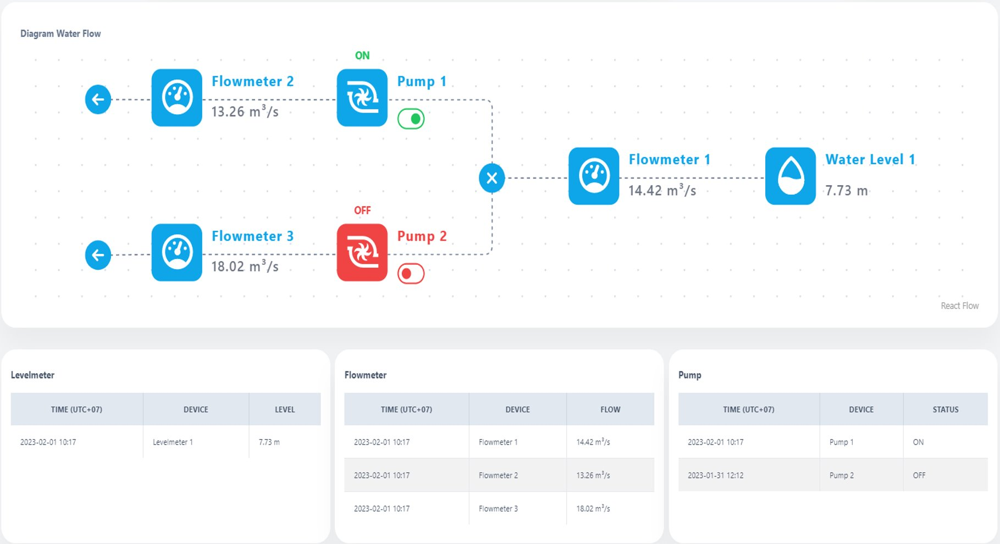 Diagram Water Flow
ON
Flowmeter 2
13.26 m³/s
Pump 1
Flowmeter 1
14.42 m³/s
Water Level 1
7.73 m
OFF
Flowmeter 3
18.02 m³/s
Pump 2
React Flow
Levelmeter
TIME (UTC+07) DEVICE LEVEL
2023-02-01 10:17 Levelmeter 1 7.73 m
Flowmeter
TIME (UTC+07) DEVICE FLOW
2023-02-01 10:17 Flowmeter 1 14.42 m³/s
2023-02-01 10:17 Flowmeter 2 13.26 m³/s
2023-02-01 10:17 Flowmeter 3 18.02 m³/s
Pump
TIME (UTC+07) DEVICE STATUS
2023-02-01 10:17 Pump 1 ON
2023-01-31 12:12 Pump 2 OFF